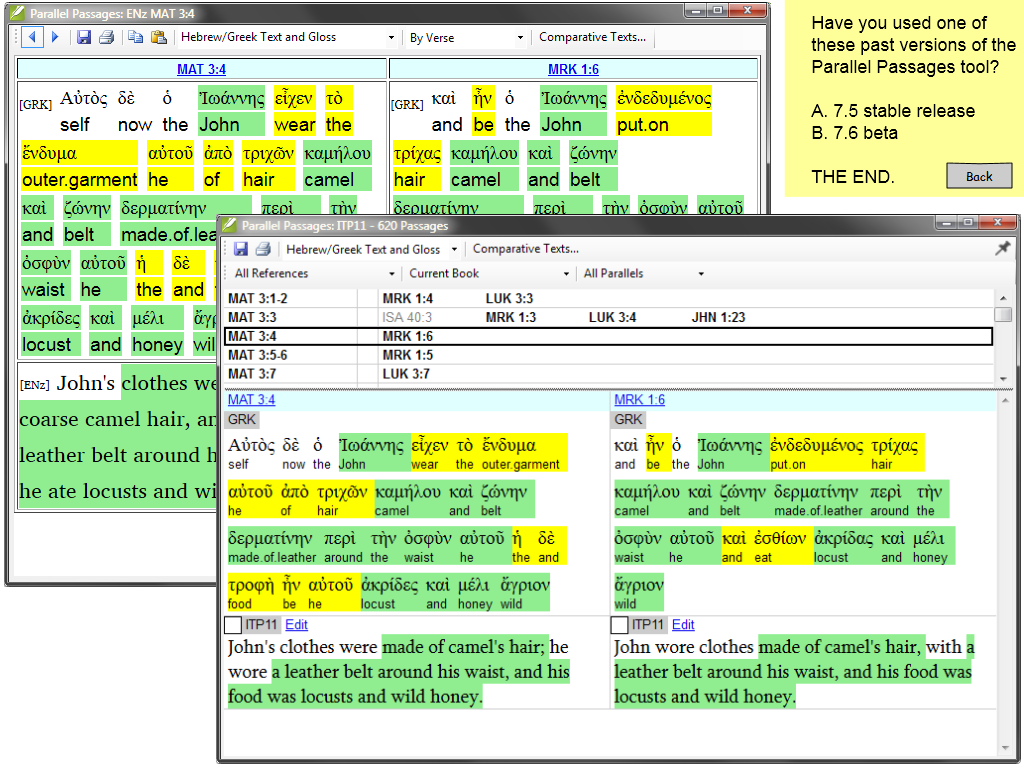 Parallel Passages: ENz MAT 3:4
Hebrew/Greek Text and Gloss By Verse Comparative Texts...
MAT 3:4 MRK 1:6
[GRK] Αὐτὸς δὲ ὁ Ἰωάννης εἶχεν τὸ
self now the John wear the
ἔνδυμα αὐτοῦ ἀπὸ τριχῶν καμήλου
outer.garment he of hair camel
καὶ ζώνην δερματίνην περὶ τὴν
and belt made.of.lea
ὀσφὺν αὐτοῦ ἡ δὲ
waist he the and
ἀκρίδες καὶ μέλι ἄγρ
locust and honey wil
[GRK] καὶ ἦν ὁ Ἰωάννης ἐνδεδυμένος
and be the John put.on
τρίχας καμήλου καὶ ζώνην
hair camel and belt
δερματίνην περὶ τὴν ὀσφὺν αὐτοῦ
[ENz] John's clothes we
coarse camel hair, an
leather belt around h
he ate locusts and wi
Have you used one of
these past versions of the
Parallel Passages tool?
A. 7.5 stable release
B. 7.6 beta
THE END.
Back
Parallel Passages: ITP11 - 620 Passages
Hebrew/Greek Text and Gloss Comparative Texts...
All References Current Book All Parallels
MAT 3:1-2 MRK 1:4 LUK 3:3
MAT 3:3 ISA 40:3 MRK 1:3 LUK 3:4 JHN 1:23
MAT 3:4 MRK 1:6
MAT 3:5-6 MRK 1:5
MAT 3:7 LUK 3:7
MAT 3:4
GRK
Αὐτὸς δὲ ὁ Ἰωάννης εἶχεν τὸ ἔνδυμα
self now the John wear the outer.garment
αὐτοῦ ἀπὸ τριχῶν καμήλου καὶ ζώνην
he of hair camel and belt
δερματίνην περὶ τὴν ὀσφὺν αὐτοῦ ἡ δὲ
made.of.leather around the waist he the and
τροφὴ ἦν αὐτοῦ ἀκρίδες καὶ μέλι ἄγριον
food be he locust and honey wild
ITP11 Edit
John's clothes were made of camel's hair; he
wore a leather belt around his waist, and his
food was locusts and wild honey.
MRK 1:6
GRK
καὶ ἦν ὁ Ἰωάννης ἐνδεδυμένος τρίχας
and be the John put.on hair
καμήλου καὶ ζώνην δερματίνην περὶ τὴν
camel and belt made.of.leather around the
ὀσφὺν αὐτοῦ καὶ ἐσθίων ἀκρίδας καὶ μέλι
waist he and eat locust and honey
ἄγριον
wild
ITP11 Edit
John wore clothes made of camel's hair, with a
leather belt around his waist, and his food was
locusts and wild honey.